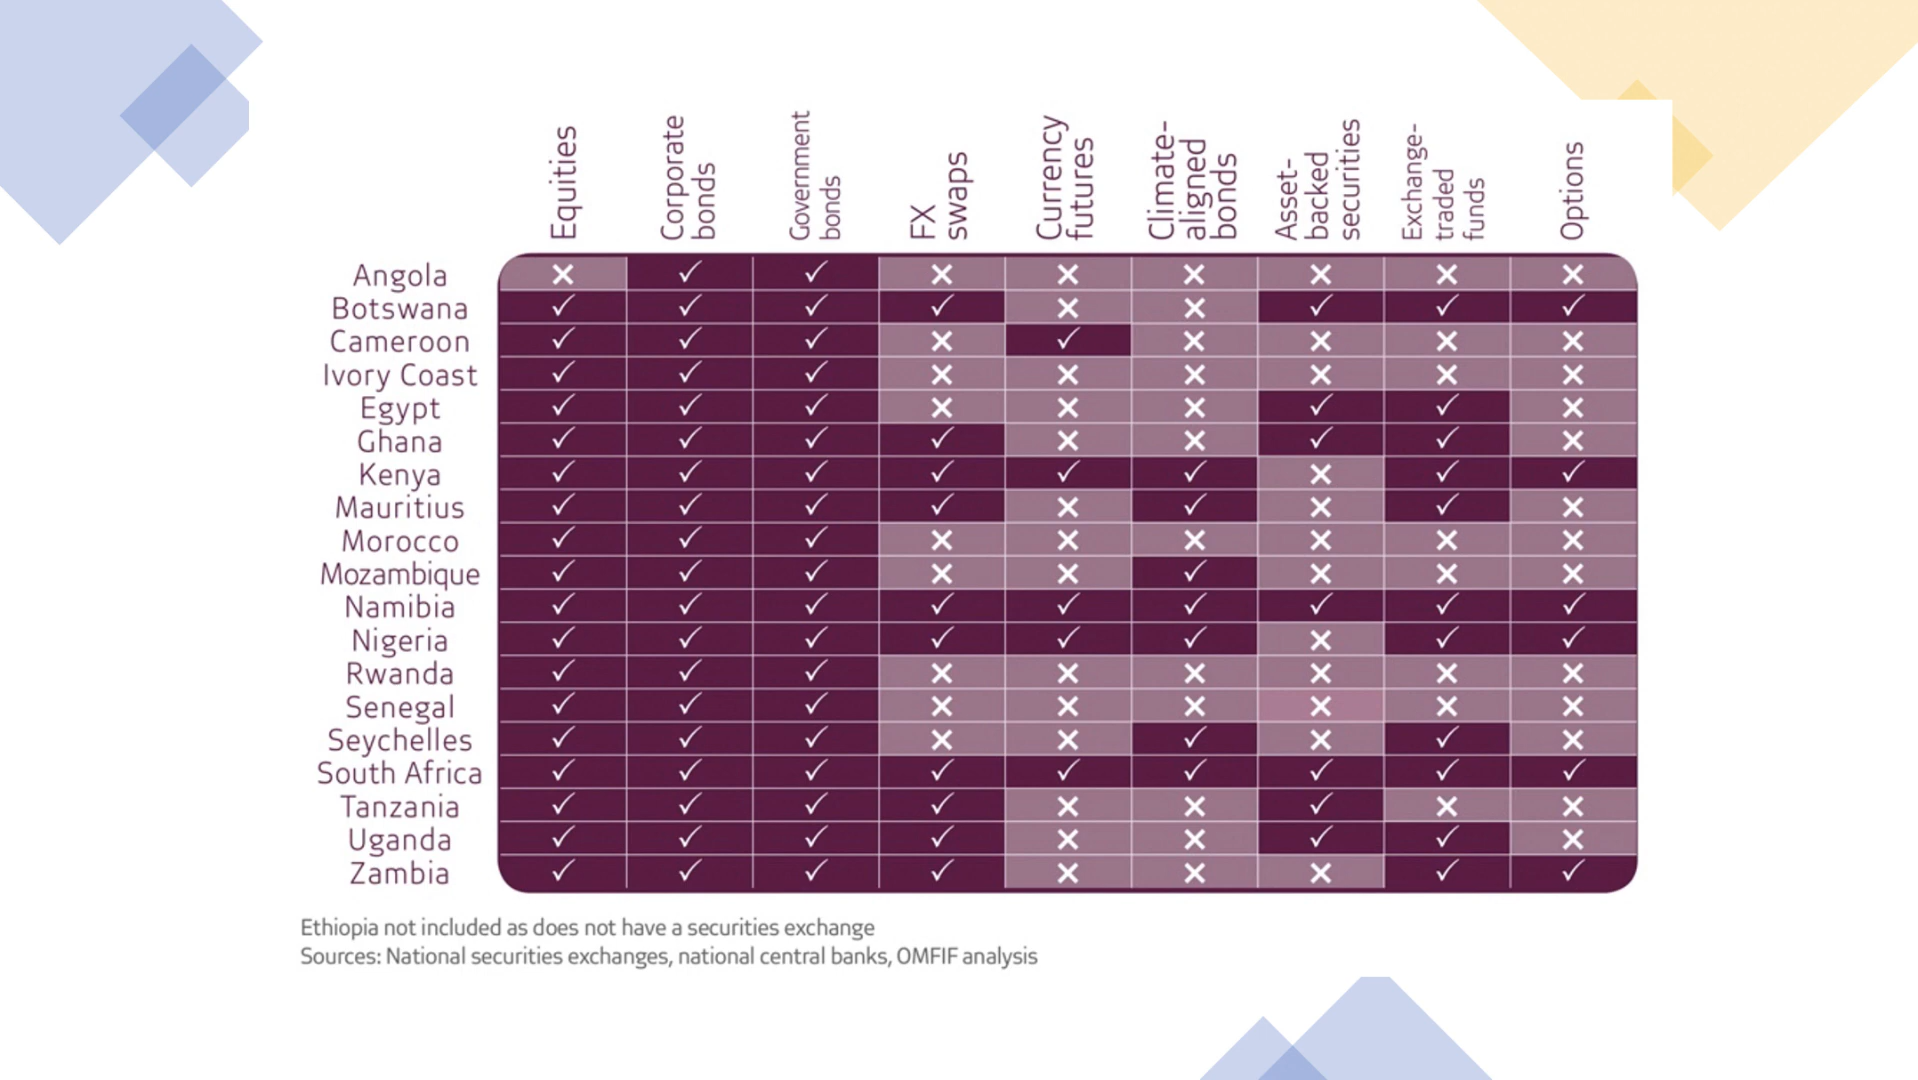 Equities
Corporate
bonds
Government
bonds
FX
swaps
Currency
futures
Climate-
aligned
bonds
Asset-
backed
securities
Exchange-
traded
funds
Options
Angola
Botswana
Cameroon
Ivory Coast
Egypt
Ghana
Kenya
Mauritius
Morocco
Mozambique
Namibia
Nigeria
Rwanda
Senegal
Seychelles
South Africa
Tanzania
Uganda
Zambia
Ethiopia not included as does not have a securities exchange
Sources: National securities exchanges, national central banks, OMFIF analysis